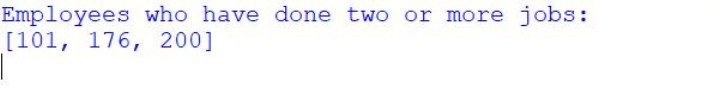 Employees who have done two or more jobs:
[101, 176, 200]